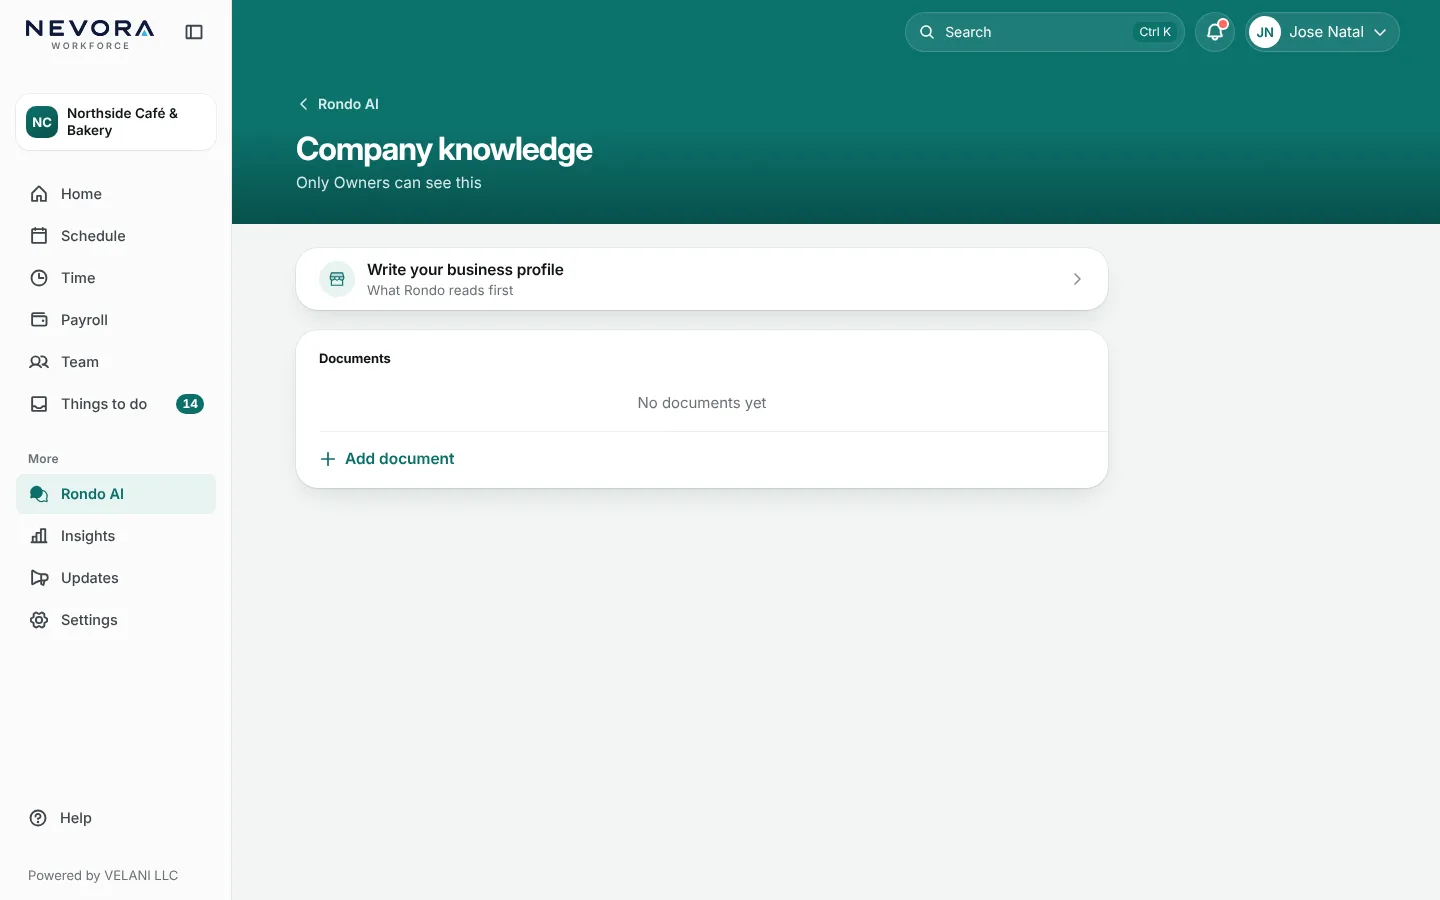 NEVORA
WORKFORCE
Search
Ctrl K
JN
Jose Natal
NC
Northside Café &
Bakery
Home
Schedule
Time
Payroll
Team
Things to do
14
More
Rondo AI
Insights
Updates
Settings
Help
Powered by VELANI LLC
Rondo AI
Company knowledge
Only Owners can see this
Write your business profile
What Rondo reads first
Documents
No documents yet
Add document